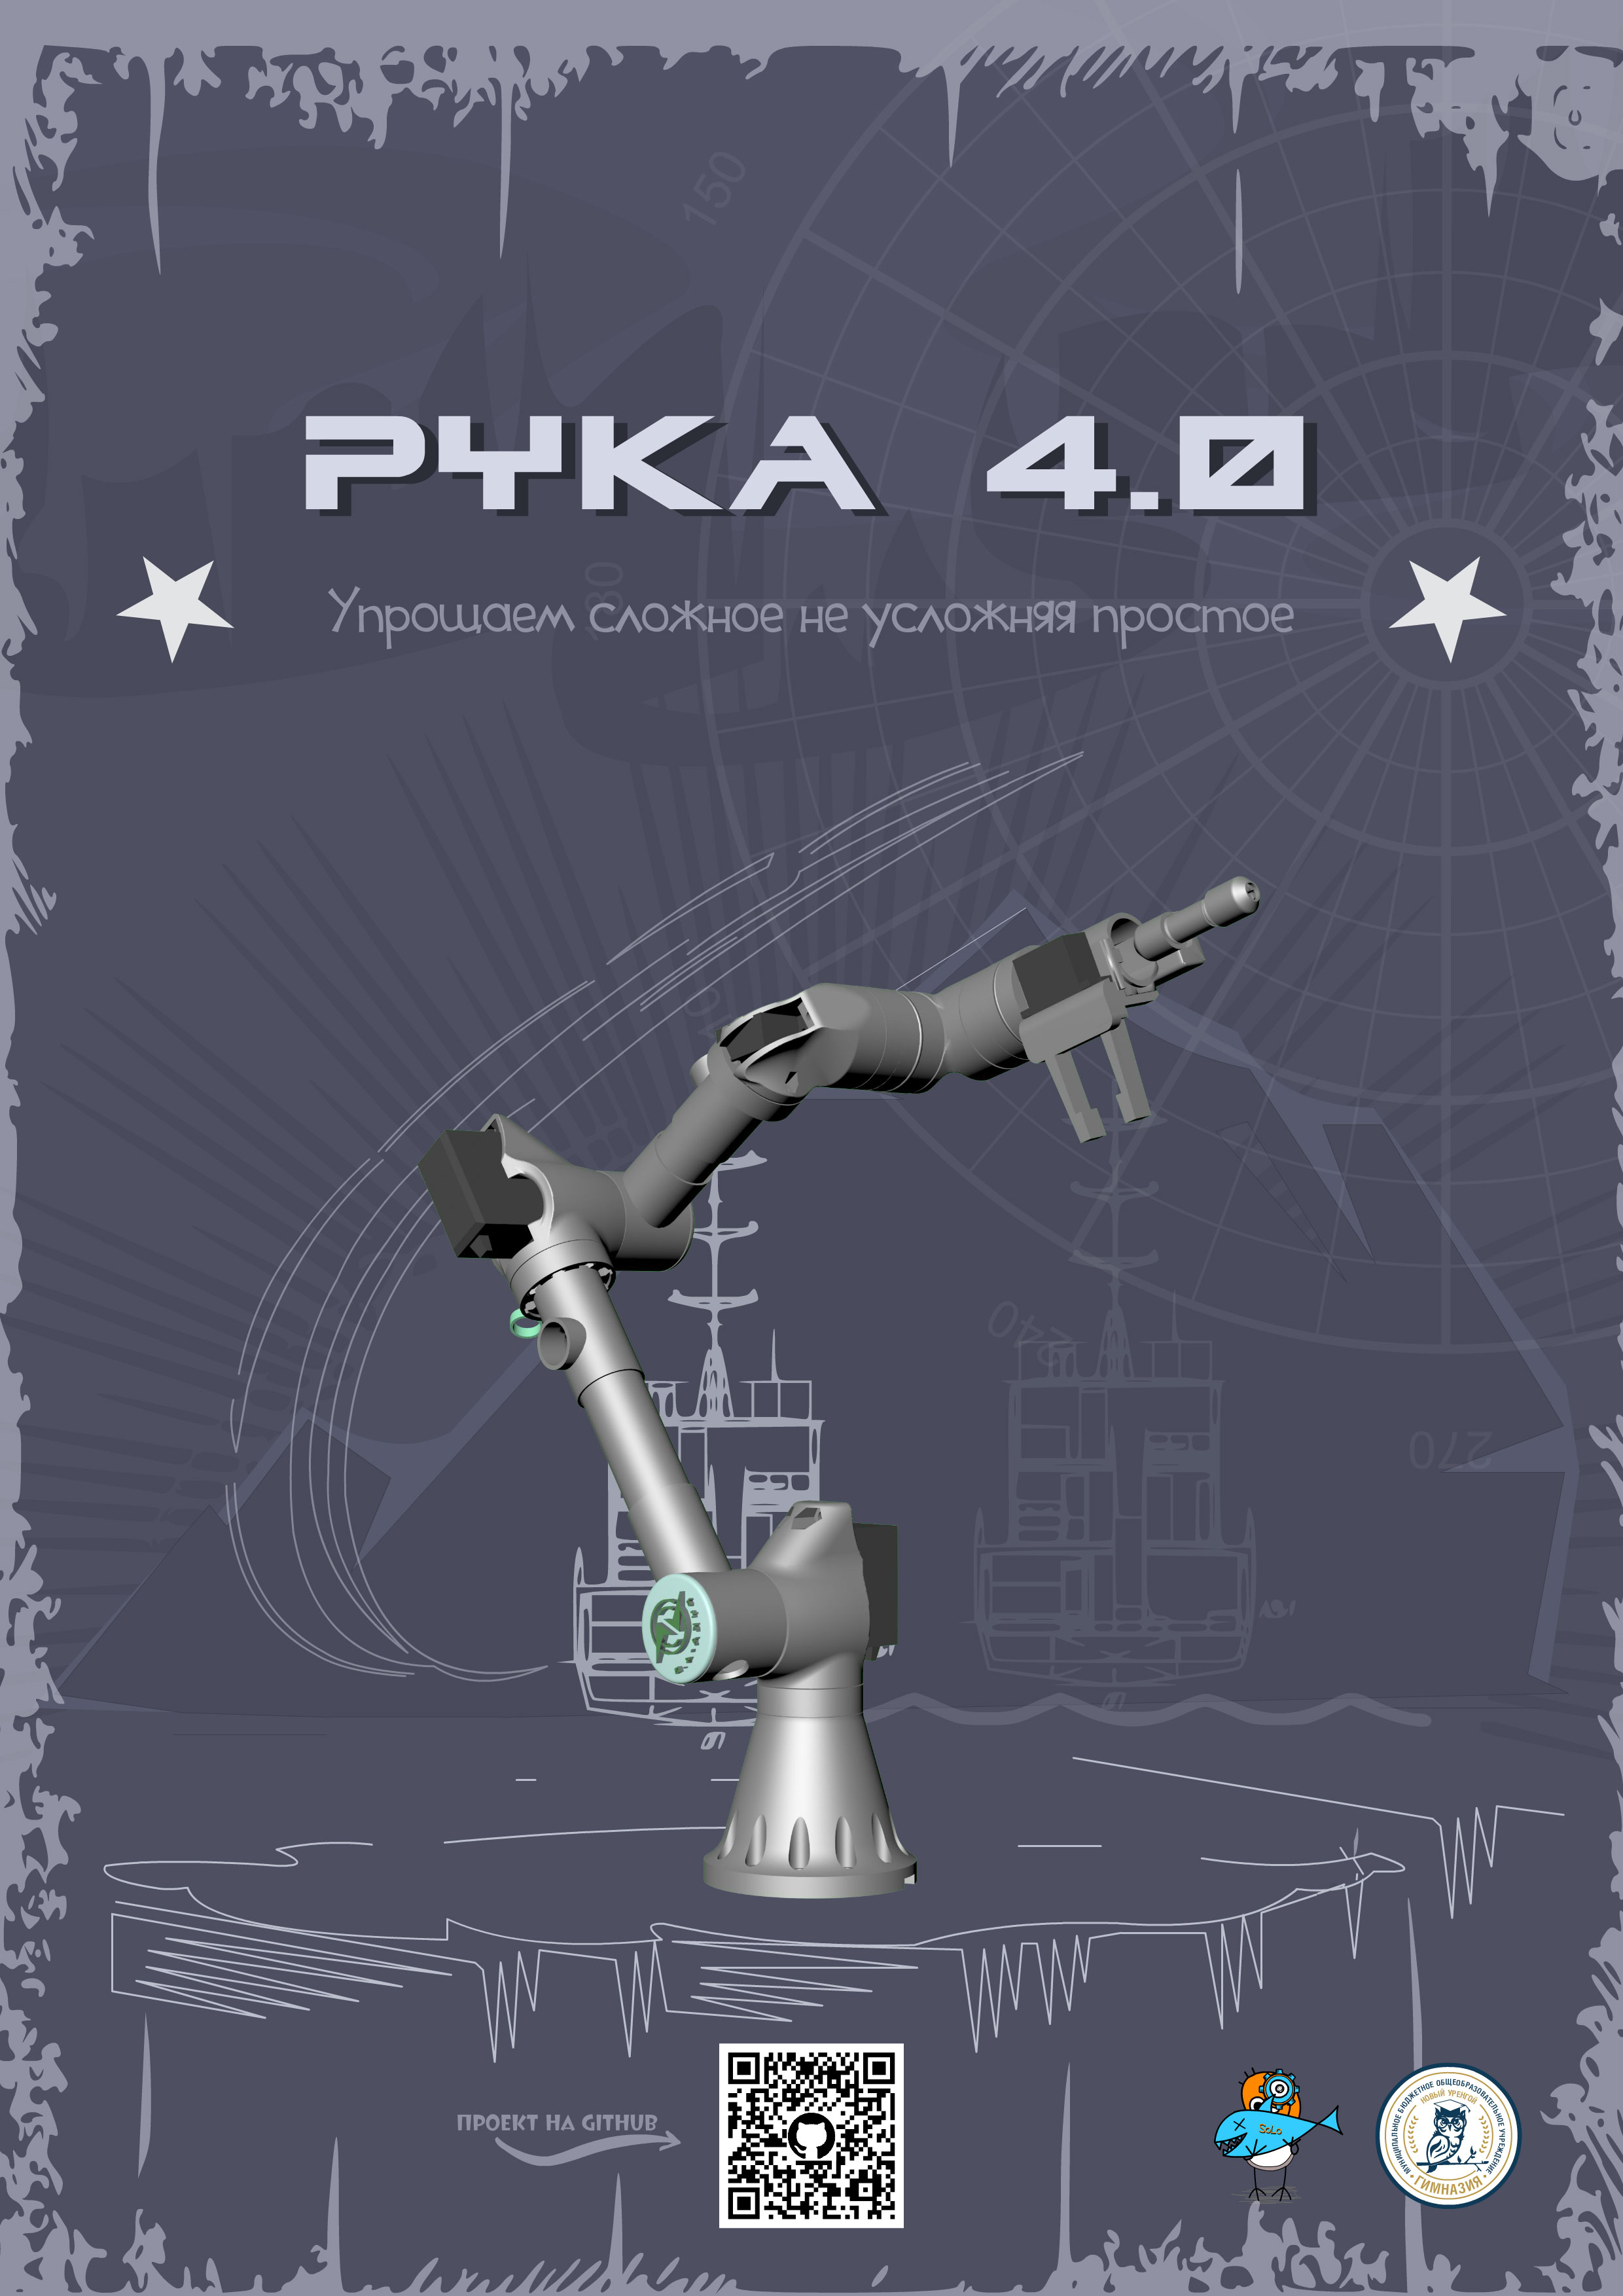 150
РУКА 4.0
180
Упрощаем сложное не усложняя простое
240
270
ПРОЕКТ НА GITHUB
SoLo
МУНИЦИПАЛЬНОЕ БЮДЖЕТНОЕ ОБЩЕОБРАЗОВАТЕЛЬНОЕ УЧРЕЖДЕНИЕ
НОВЫЙ УРЕНГОЙ
ГИМНАЗИЯ